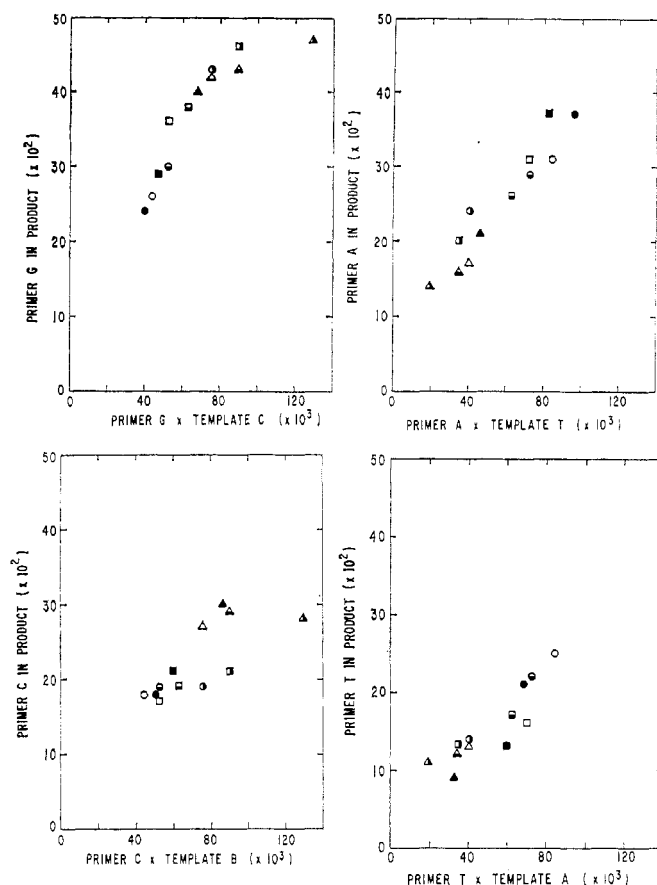 50
40
30
20
10
0
PRIMER G IN PRODUCT (x 10²)
0 40 80 120
PRIMER G x TEMPLATE C (x 10³)
50
40
30
20
10
0
PRIMER A IN PRODUCT (x 10²)
0 40 80 120
PRIMER A x TEMPLATE T (x 10³)
50
40
30
20
10
0
PRIMER C IN PRODUCT (x 10²)
0 40 80 120
PRIMER C x TEMPLATE B (x 10³)
50
40
30
20
10
0
PRIMER T IN PRODUCT (x 10²)
0 40 80 120
PRIMER T x TEMPLATE A (x 10³)